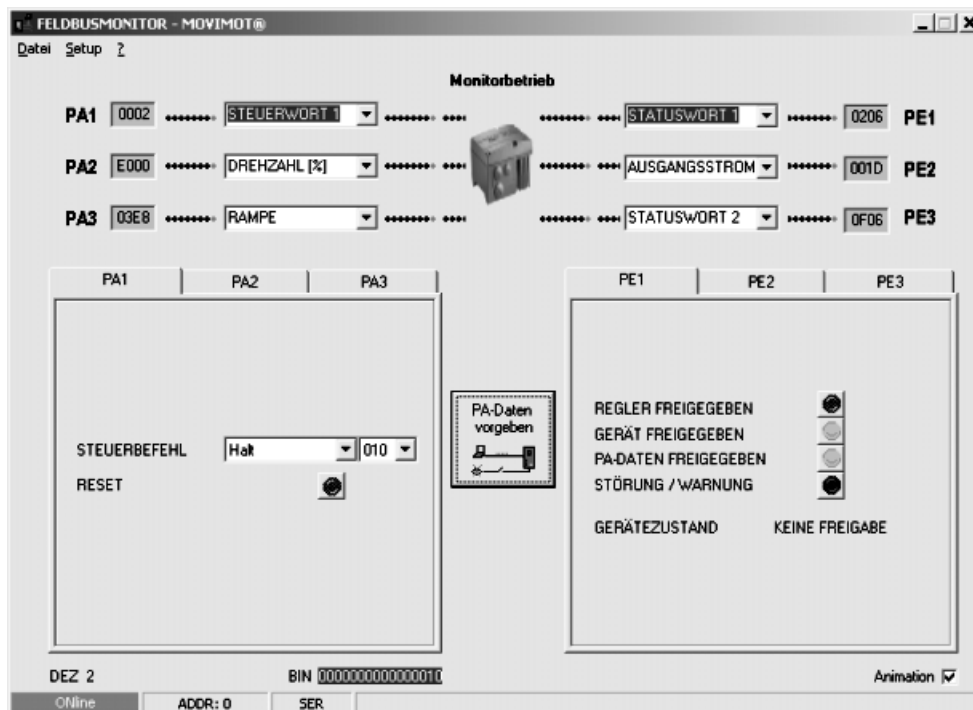 FELDBUSMONITOR - MOVIMOT®
Datei Setup ?
Monitorbetrieb
PA1 0002 STEUERWORT 1 STATUSWORT 1 0206 PE1
PA2 E000 DREHZAHL [%] AUSGANGSSTROM 001D PE2
PA3 03E8 RAMPE STATUSWORT 2 0F06 PE3
PA1 PA2 PA3 PE1 PE2 PE3
PA-Daten
vorgeben
STEUERBEFEHL Halt 010
RESET
REGLER FREIGEGEBEN
GERÄT FREIGEGEBEN
PA-DATEN FREIGEGEBEN
STÖRUNG / WARNUNG
GERÄTEZUSTAND KEINE FREIGABE
DEZ 2 BIN 0000000000000010 Animation
ONline ADDR: 0 SER